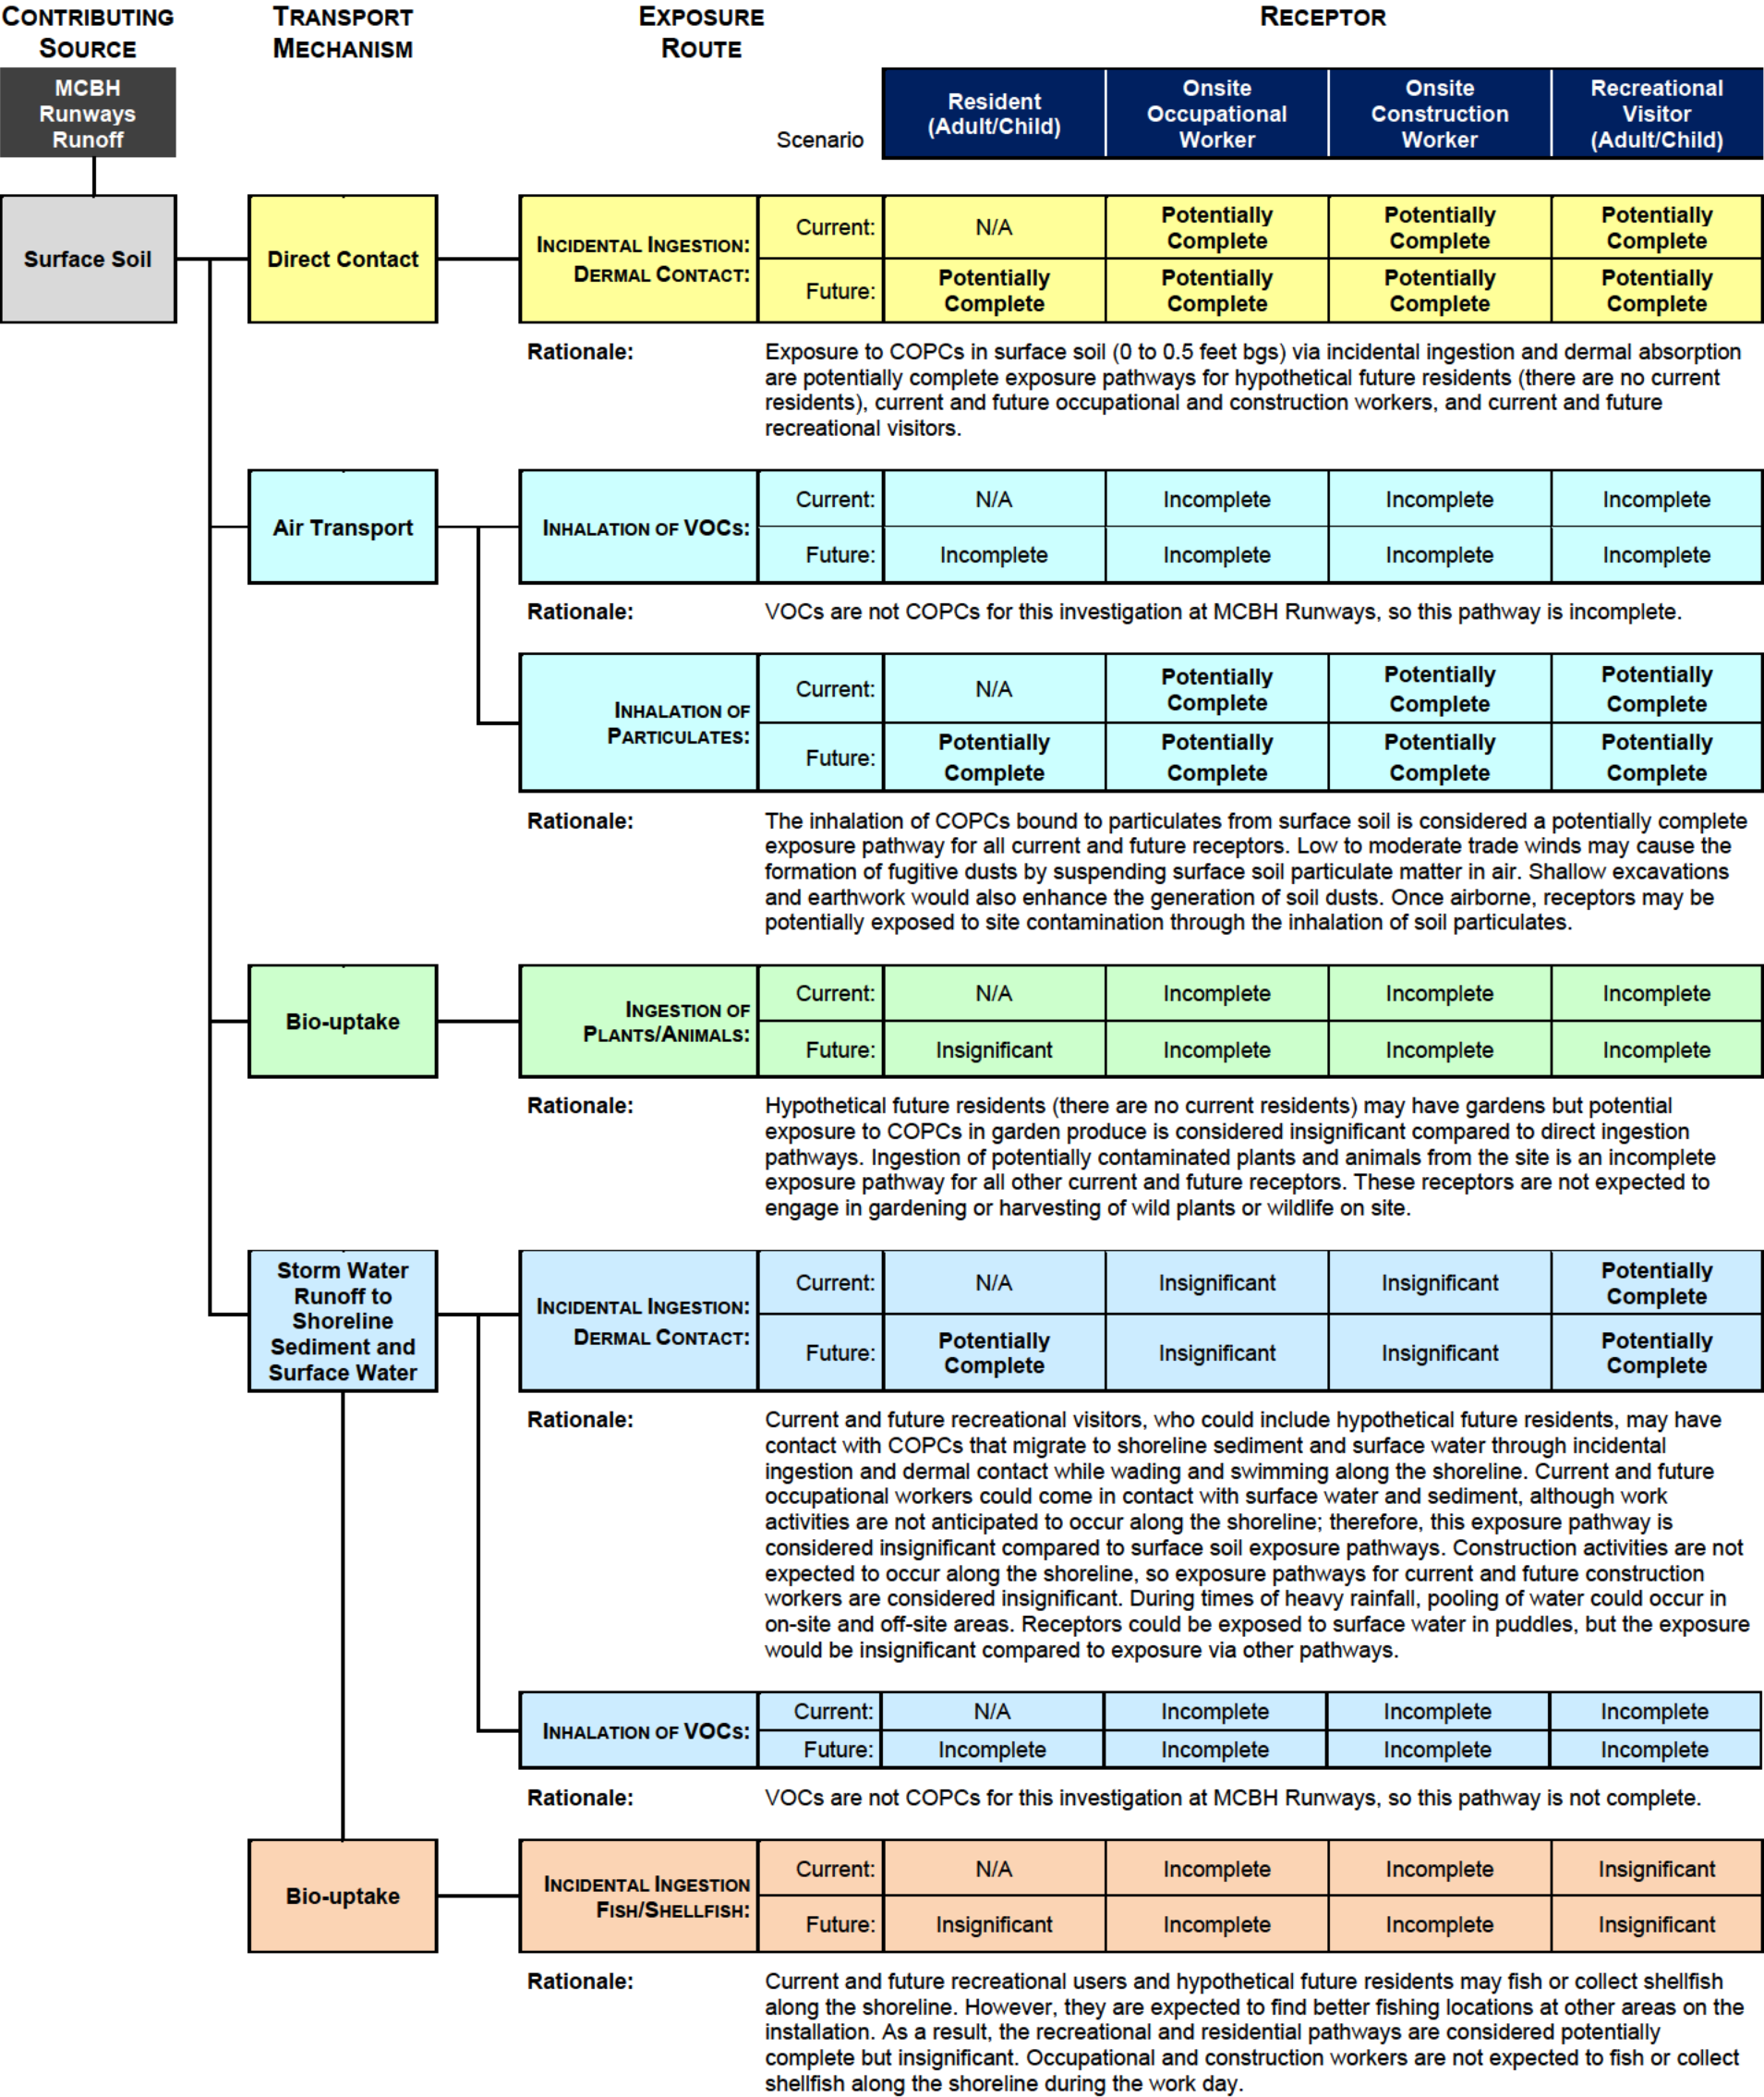 CONTRIBUTING SOURCE
TRANSPORT MECHANISM
EXPOSURE ROUTE
RECEPTOR
MCBH
Runways
Runoff
Scenario
Resident
(Adult/Child)
Onsite
Occupational
Worker
Onsite
Construction
Worker
Recreational
Visitor
(Adult/Child)
Surface Soil
Direct Contact
INCIDENTAL INGESTION:
DERMAL CONTACT:
Current:
N/A
Potentially
Complete
Potentially
Complete
Potentially
Complete
Future:
Potentially
Complete
Potentially
Complete
Potentially
Complete
Potentially
Complete
Rationale:
Exposure to COPCs in surface soil (0 to 0.5 feet bgs) via incidental ingestion and dermal absorption
are potentially complete exposure pathways for hypothetical future residents (there are no current
residents), current and future occupational and construction workers, and current and future
recreational visitors.
Air Transport
INHALATION OF VOCS:
Current:
N/A
Incomplete
Incomplete
Incomplete
Future:
Incomplete
Incomplete
Incomplete
Incomplete
Rationale:
VOCs are not COPCs for this investigation at MCBH Runways, so this pathway is incomplete.
INHALATION OF
PARTICULATES:
Current:
N/A
Potentially
Complete
Potentially
Complete
Potentially
Complete
Future:
Potentially
Complete
Potentially
Complete
Potentially
Complete
Potentially
Complete
Rationale:
The inhalation of COPCs bound to particulates from surface soil is considered a potentially complete
exposure pathway for all current and future receptors. Low to moderate trade winds may cause the
formation of fugitive dusts by suspending surface soil particulate matter in air. Shallow excavations
and earthwork would also enhance the generation of soil dusts. Once airborne, receptors may be
potentially exposed to site contamination through the inhalation of soil particulates.
Bio-uptake
INGESTION OF
PLANTS/ANIMALS:
Current:
N/A
Incomplete
Incomplete
Incomplete
Future:
Insignificant
Incomplete
Incomplete
Incomplete
Rationale:
Hypothetical future residents (there are no current residents) may have gardens but potential
exposure to COPCs in garden produce is considered insignificant compared to direct ingestion
pathways. Ingestion of potentially contaminated plants and animals from the site is an incomplete
exposure pathway for all other current and future receptors. These receptors are not expected to
engage in gardening or harvesting of wild plants or wildlife on site.
Storm Water
Runoff to
Shoreline
Sediment and
Surface Water
INCIDENTAL INGESTION:
DERMAL CONTACT:
Current:
N/A
Insignificant
Insignificant
Potentially
Complete
Future:
Potentially
Complete
Insignificant
Insignificant
Potentially
Complete
Rationale:
Current and future recreational visitors, who could include hypothetical future residents, may have
contact with COPCs that migrate to shoreline sediment and surface water through incidental
ingestion and dermal contact while wading and swimming along the shoreline. Current and future
occupational workers could come in contact with surface water and sediment, although work
activities are not anticipated to occur along the shoreline; therefore, this exposure pathway is
considered insignificant compared to surface soil exposure pathways. Construction activities are not
expected to occur along the shoreline, so exposure pathways for current and future construction
workers are considered insignificant. During times of heavy rainfall, pooling of water could occur in
on-site and off-site areas. Receptors could be exposed to surface water in puddles, but the exposure
would be insignificant compared to exposure via other pathways.
INHALATION OF VOCS:
Current:
N/A
Incomplete
Incomplete
Incomplete
Future:
Incomplete
Incomplete
Incomplete
Incomplete
Rationale:
VOCs are not COPCs for this investigation at MCBH Runways, so this pathway is not complete.
Bio-uptake
INCIDENTAL INGESTION
FISH/SHELLFISH:
Current:
N/A
Incomplete
Incomplete
Insignificant
Future:
Insignificant
Incomplete
Incomplete
Insignificant
Rationale:
Current and future recreational users and hypothetical future residents may fish or collect shellfish
along the shoreline. However, they are expected to find better fishing locations at other areas on the
installation. As a result, the recreational and residential pathways are considered potentially
complete but insignificant. Occupational and construction workers are not expected to fish or collect
shellfish along the shoreline during the work day.